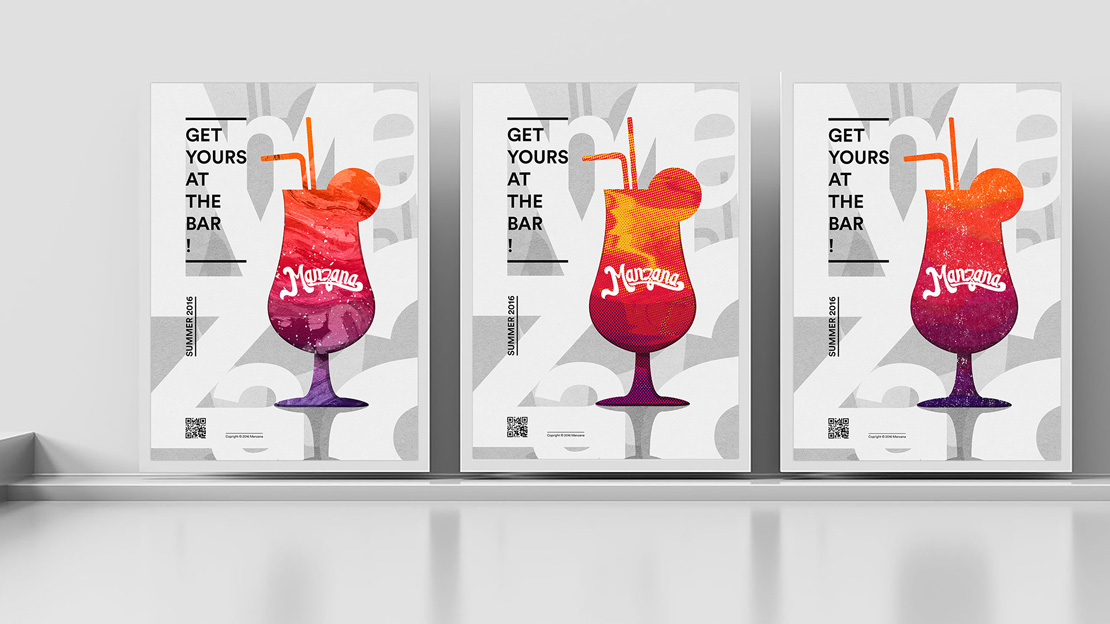 GET
YOURS
AT
THE
BAR
!
Manzana
SUMMER 2016
GET
YOURS
AT
THE
BAR
!
Manzana
SUMMER 2016
GET
YOURS
AT
THE
BAR
!
Manzana
SUMMER 2016